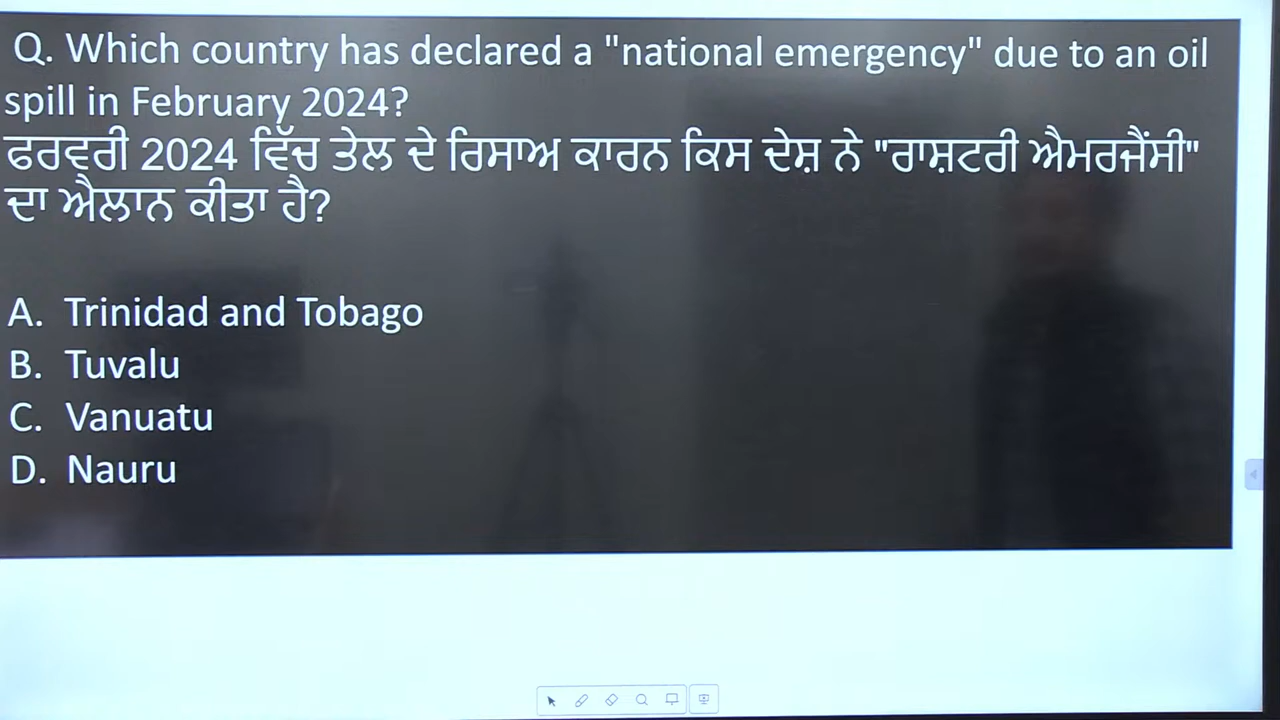 Q. Which country has declared a "national emergency" due to an oil
spill in February 2024?
ਫਰਵਰੀ 2024 ਵਿੱਚ ਤੇਲ ਦੇ ਰਿਸਾਅ ਕਾਰਨ ਕਿਸ ਦੇਸ਼ ਨੇ "ਰਾਸ਼ਟਰੀ ਐਮਰਜੈਂਸੀ"
ਦਾ ਐਲਾਨ ਕੀਤਾ ਹੈ?
A. Trinidad and Tobago
B. Tuvalu
C. Vanuatu
D. Nauru